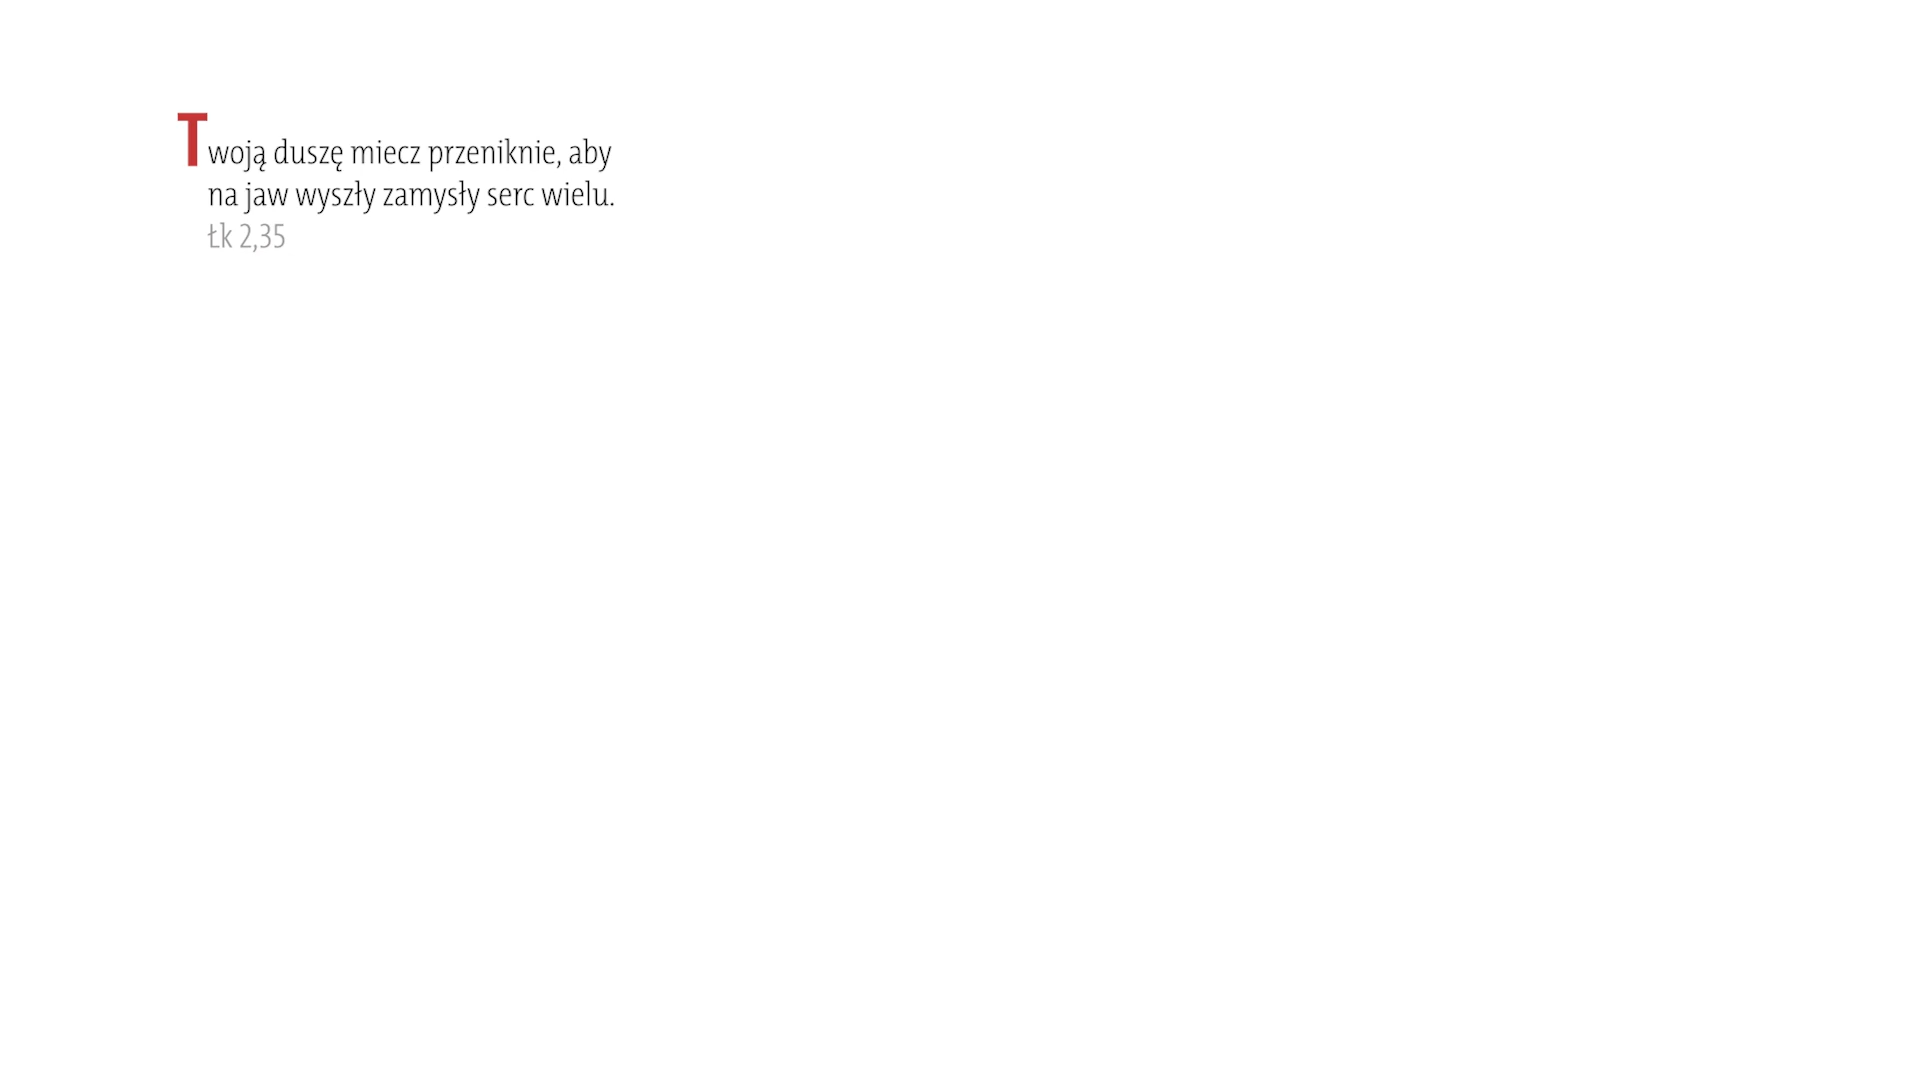 Twoją duszę miecz przeniknie, aby
na jaw wyszły zamysły serc wielu.
Łk 2,35